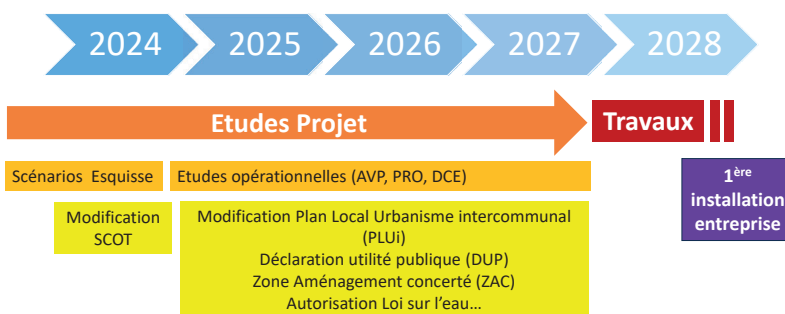 2024 2025 2026 2027 2028
Etudes Projet
Travaux
Scénarios Esquisse
Etudes opérationnelles (AVP, PRO, DCE)
1ère
installation
entreprise
Modification
SCOT
Modification Plan Local Urbanisme intercommunal
(PLUi)
Déclaration utilité publique (DUP)
Zone Aménagement concerté (ZAC)
Autorisation Loi sur l’eau…